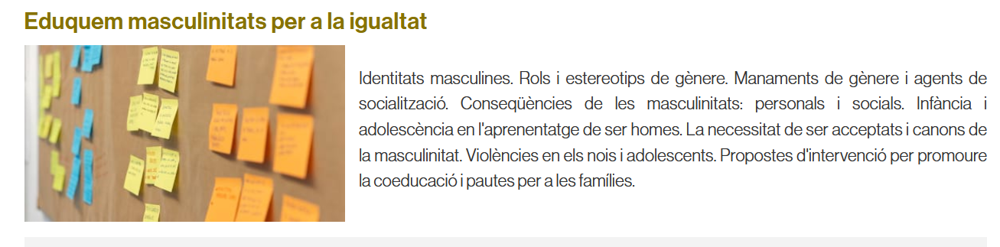 Eduquem masculinitats per a la igualtat
Identitats masculines. Rols i estereotips de gènere. Manaments de gènere i agents de
socialització. Conseqüències de les masculinitats: personals i socials. Infància i
adolescència en l'aprenentatge de ser homes. La necessitat de ser acceptats i canons de
la masculinitat. Violències en els nois i adolescents. Propostes d'intervenció per promoure
la coeducació i pautes per a les famílies.